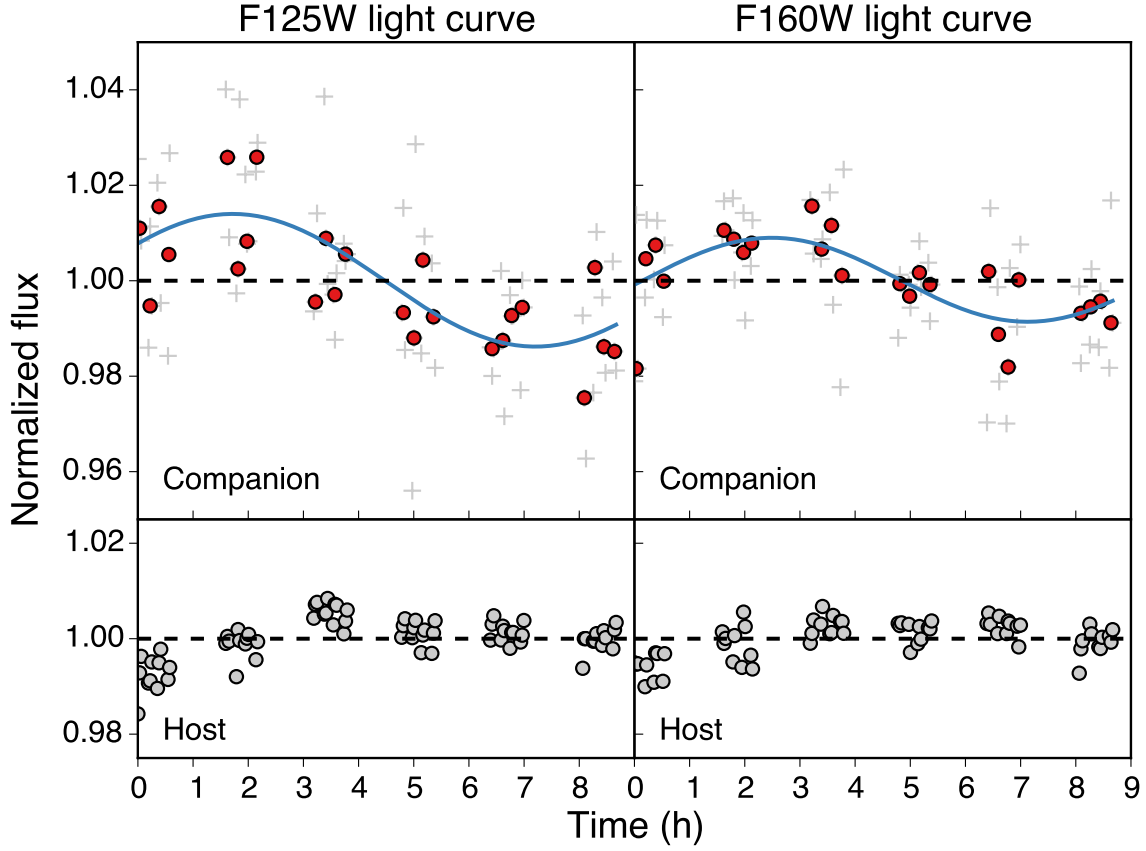 F125W light curve F160W light curve
Normalized flux
1.04
1.02
1.00
0.98
0.96
Companion Companion
1.02
1.00
0.98
Host Host
0 1 2 3 4 5 6 7 8 0 1 2 3 4 5 6 7 8 9
Time (h)